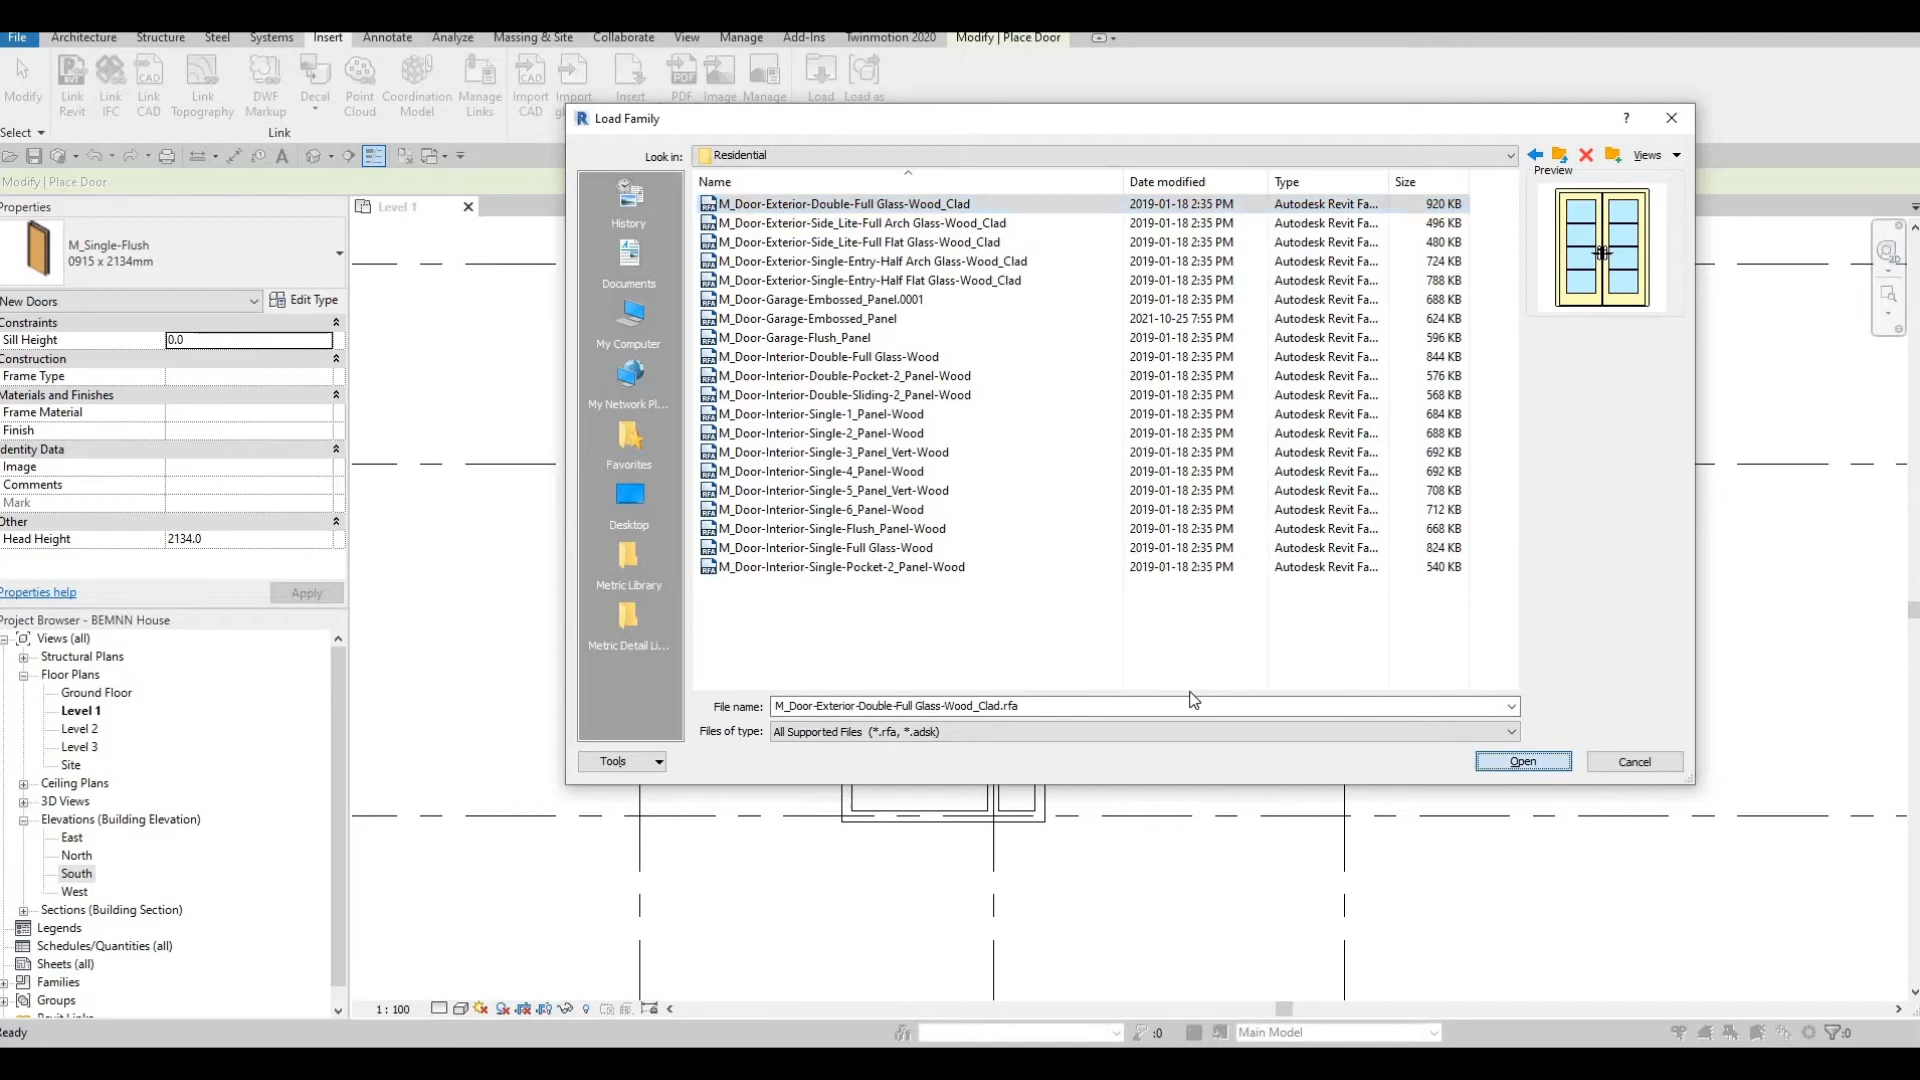 File Architecture Structure Steel Systems Insert Annotate Analyze Massing & Site Collaborate View Manage Add-Ins Twinmotion 2020 Modify | Place Door
Modify Link Revit Link IFC Link CAD Link Topography DWF Markup Decal Point Cloud Coordination Model Manage Links Import CAD Import Insert PDF Image Manage Load Load as
Select Link
Modify | Place Door
Properties
Level 1
M_Single-Flush
0915 x 2134mm
New Doors Edit Type
Constraints
Sill Height 0.0
Construction
Frame Type
Materials and Finishes
Frame Material
Finish
dentity Data
Image
Comments
Mark
Other
Head Height 2134.0
Properties help Apply
Project Browser - BEMNN House
Views (all)
Structural Plans
Floor Plans
Ground Floor
Level 1
Level 2
Level 3
Site
Ceiling Plans
3D Views
Elevations (Building Elevation)
East
North
South
West
Sections (Building Section)
Legends
Schedules/Quantities (all)
Sheets (all)
Families
Groups
Load Family
Look in: Residential Views
Preview
History
Documents
My Computer
My Network Pl...
Favorites
Desktop
Metric Library
Metric Detail Li...
Name Date modified Type Size
M_Door-Exterior-Double-Full Glass-Wood_Clad 2019-01-18 2:35 PM Autodesk Revit Fa... 920 KB
M_Door-Exterior-Side_Lite-Full Arch Glass-Wood_Clad 2019-01-18 2:35 PM Autodesk Revit Fa... 496 KB
M_Door-Exterior-Side_Lite-Full Flat Glass-Wood_Clad 2019-01-18 2:35 PM Autodesk Revit Fa... 480 KB
M_Door-Exterior-Single-Entry-Half Arch Glass-Wood_Clad 2019-01-18 2:35 PM Autodesk Revit Fa... 724 KB
M_Door-Exterior-Single-Entry-Half Flat Glass-Wood_Clad 2019-01-18 2:35 PM Autodesk Revit Fa... 788 KB
M_Door-Garage-Embossed_Panel.0001 2019-01-18 2:35 PM Autodesk Revit Fa... 688 KB
M_Door-Garage-Embossed_Panel 2021-10-25 7:55 PM Autodesk Revit Fa... 624 KB
M_Door-Garage-Flush_Panel 2019-01-18 2:35 PM Autodesk Revit Fa... 596 KB
M_Door-Interior-Double-Full Glass-Wood 2019-01-18 2:35 PM Autodesk Revit Fa... 844 KB
M_Door-Interior-Double-Pocket-2_Panel-Wood 2019-01-18 2:35 PM Autodesk Revit Fa... 576 KB
M_Door-Interior-Double-Sliding-2_Panel-Wood 2019-01-18 2:35 PM Autodesk Revit Fa... 568 KB
M_Door-Interior-Single-1_Panel-Wood 2019-01-18 2:35 PM Autodesk Revit Fa... 684 KB
M_Door-Interior-Single-2_Panel-Wood 2019-01-18 2:35 PM Autodesk Revit Fa... 688 KB
M_Door-Interior-Single-3_Panel_Vert-Wood 2019-01-18 2:35 PM Autodesk Revit Fa... 692 KB
M_Door-Interior-Single-4_Panel-Wood 2019-01-18 2:35 PM Autodesk Revit Fa... 692 KB
M_Door-Interior-Single-5_Panel_Vert-Wood 2019-01-18 2:35 PM Autodesk Revit Fa... 708 KB
M_Door-Interior-Single-6_Panel-Wood 2019-01-18 2:35 PM Autodesk Revit Fa... 712 KB
M_Door-Interior-Single-Flush_Panel-Wood 2019-01-18 2:35 PM Autodesk Revit Fa... 668 KB
M_Door-Interior-Single-Full Glass-Wood 2019-01-18 2:35 PM Autodesk Revit Fa... 824 KB
M_Door-Interior-Single-Pocket-2_Panel-Wood 2019-01-18 2:35 PM Autodesk Revit Fa... 540 KB
File name: M_Door-Exterior-Double-Full Glass-Wood_Clad.rfa
Files of type: All Supported Files (*.rfa, *.adsk)
Tools Open Cancel
1 : 100
eady :0 Main Model :0